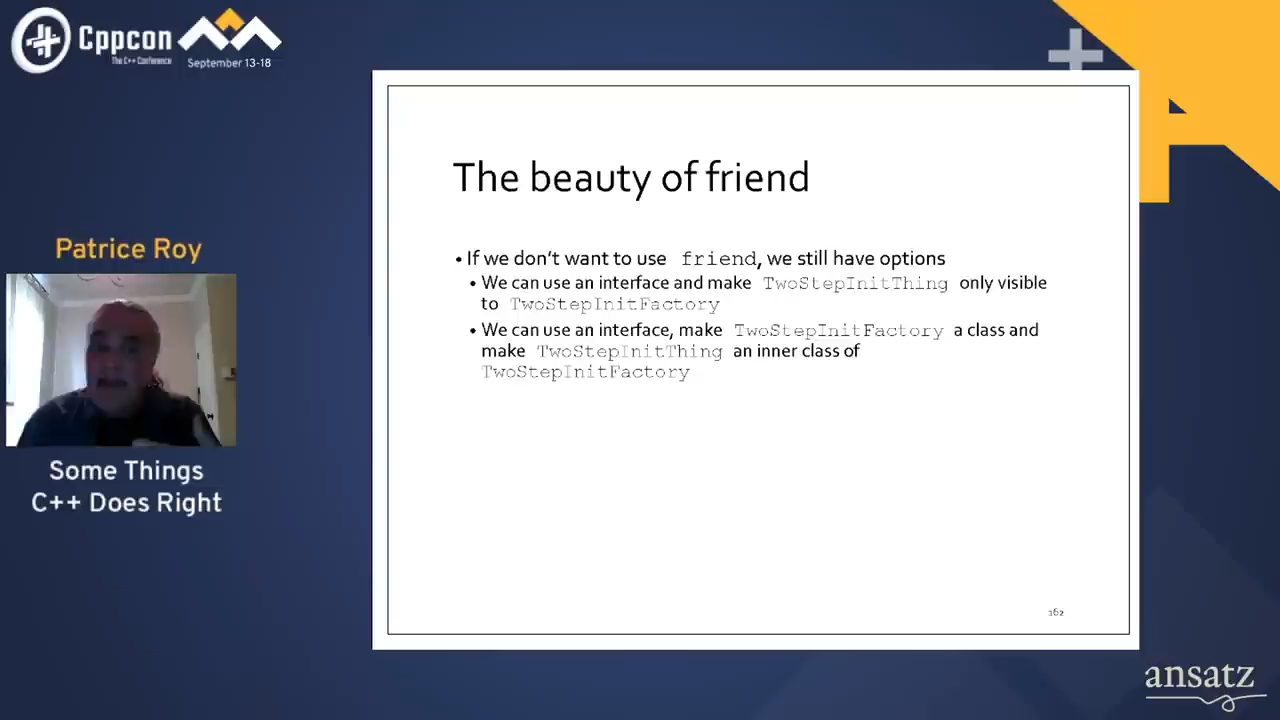 Cppcon
The C++ Conference
September 13-18
Patrice Roy
Some Things
C++ Does Right
The beauty of friend
• If we don't want to use friend, we still have options
• We can use an interface and make TwoStepInitThing only visible
to TwoStepInitFactory
• We can use an interface, make TwoStepInitFactory a class and
make TwoStepInitThing an inner class of
TwoStepInitFactory
162
ansatz